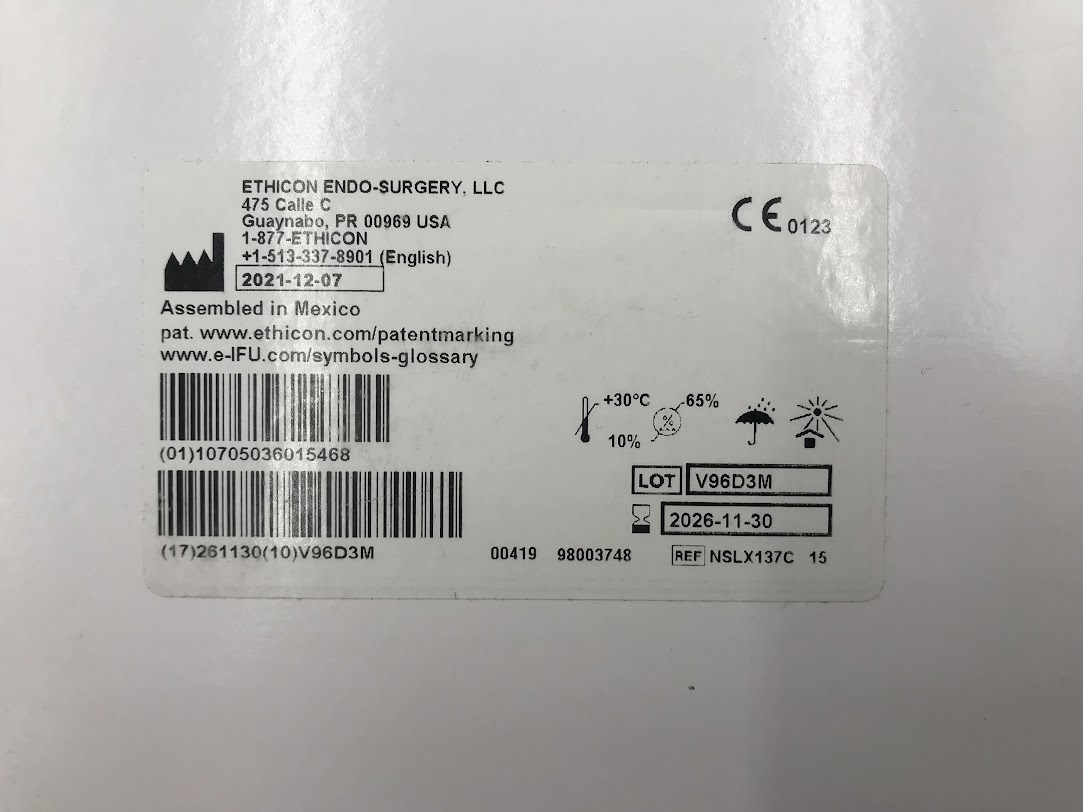 ETHICON ENDO-SURGERY, LLC
475 Calle C
Guaynabo, PR 00969 USA
1-877-ETHICON
+1-513-337-8901 (English)
2021-12-07
Assembled in Mexico
pat. www.ethicon.com/patentmarking
www.e-IFU.com/symbols-glossary
(01)10705036015468
(17)261130(10)V96D3M
CE 0123
+30°C
65%
%
10%
LOT V96D3M
2026-11-30
00419 98003748 REF NSLX137C 15